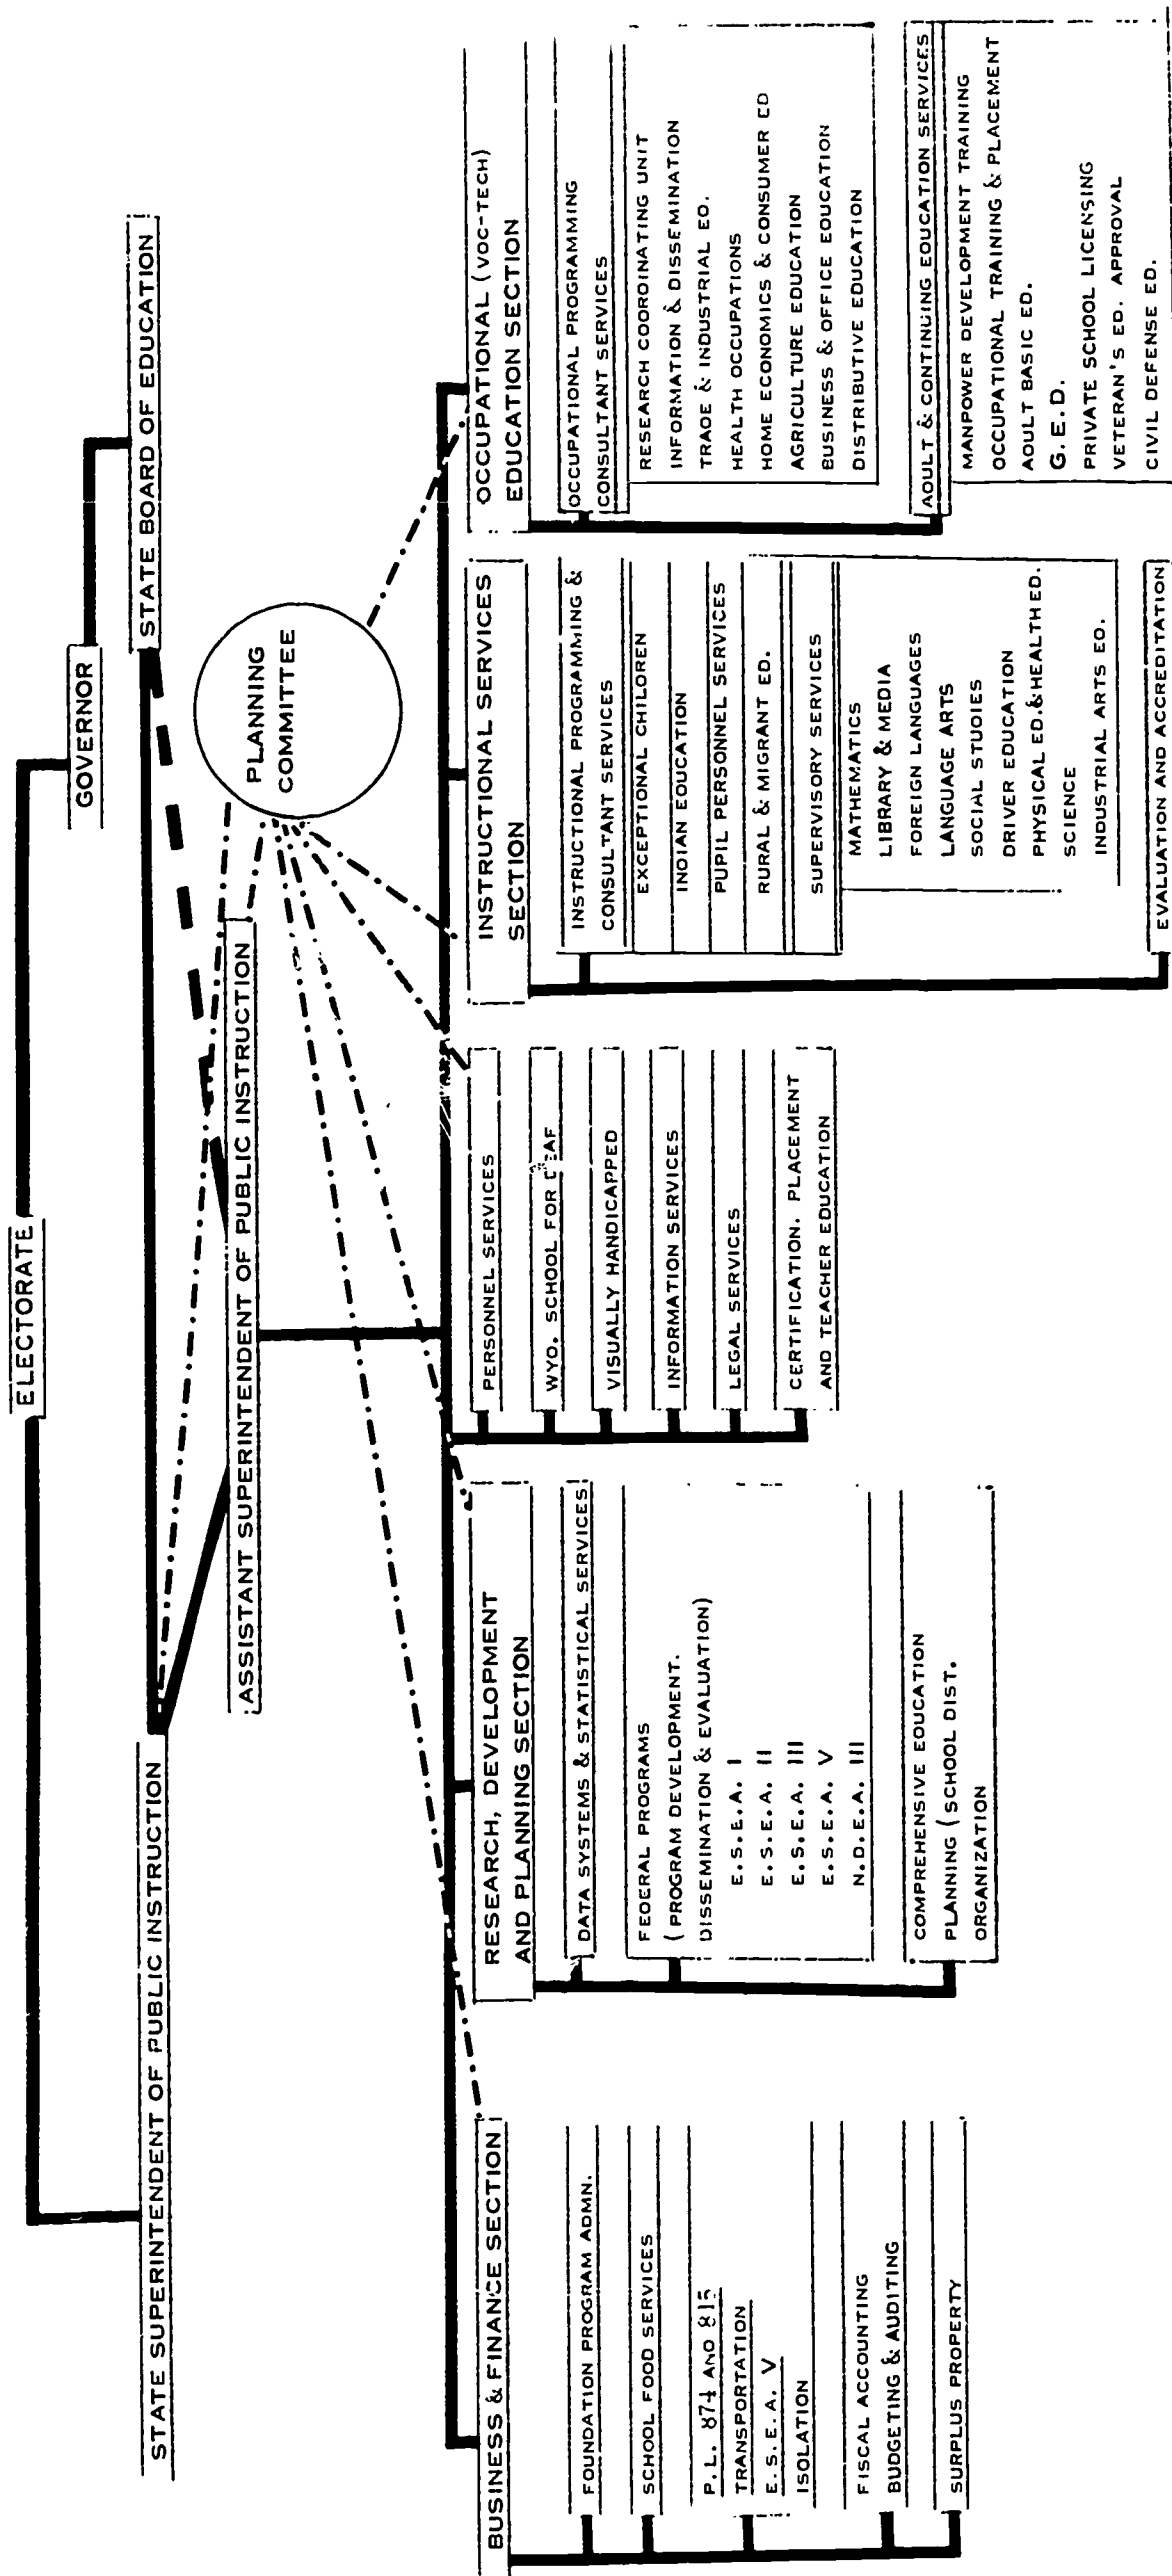 ELECTORATE
GOVERNOR
STATE SUPERINTENDENT OF PUBLIC INSTRUCTION
STATE BOARD OF EDUCATION
ASSISTANT SUPERINTENDENT OF PUBLIC INSTRUCTION
PLANNING
COMMITTEE
BUSINESS & FINANCE SECTION
FOUNDATION PROGRAM ADMN.
SCHOOL FOOD SERVICES
P.L. 874 AND 815
TRANSPORTATION
E.S.E.A. V
ISOLATION
FISCAL ACCOUNTING
BUDGETING & AUDITING
SURPLUS PROPERTY
RESEARCH, DEVELOPMENT
AND PLANNING SECTION
DATA SYSTEMS & STATISTICAL SERVICES
FEDERAL PROGRAMS
(PROGRAM DEVELOPMENT.
DISSEMINATION & EVALUATION)
E.S.E.A. I
E.S.E.A. II
E.S.E.A. III
E.S.E.A. V
N.D.E.A. III
COMPREHENSIVE EDUCATION
PLANNING (SCHOOL DIST.
ORGANIZATION
PERSONNEL SERVICES
WYO. SCHOOL FOR DEAF
VISUALLY HANDICAPPED
INFORMATION SERVICES
LEGAL SERVICES
CERTIFICATION. PLACEMENT
AND TEACHER EDUCATION
INSTRUCTIONAL SERVICES
SECTION
INSTRUCTIONAL PROGRAMMING &
CONSULTANT SERVICES
EXCEPTIONAL CHILDREN
INDIAN EDUCATION
PUPIL PERSONNEL SERVICES
RURAL & MIGRANT ED.
SUPERVISORY SERVICES
MATHEMATICS
LIBRARY & MEDIA
FOREIGN LANGUAGES
LANGUAGE ARTS
SOCIAL STUDIES
DRIVER EDUCATION
PHYSICAL ED.& HEALTH ED.
SCIENCE
INDUSTRIAL ARTS ED.
EVALUATION AND ACCREDITATION
OCCUPATIONAL (VOC-TECH)
EDUCATION SECTION
OCCUPATIONAL PROGRAMMING
CONSULTANT SERVICES
RESEARCH COORDINATING UNIT
INFORMATION & DISSEMINATION
TRADE & INDUSTRIAL ED.
HEALTH OCCUPATIONS
HOME ECONOMICS & CONSUMER ED
AGRICULTURE EDUCATION
BUSINESS & OFFICE EDUCATION
DISTRIBUTIVE EDUCATION
ADULT & CONTINUING EDUCATION SERVICES
MANPOWER DEVELOPMENT TRAINING
OCCUPATIONAL TRAINING & PLACEMENT
ADULT BASIC ED.
G.E.D.
PRIVATE SCHOOL LICENSING
VETERAN'S ED. APPROVAL
CIVIL DEFENSE ED.